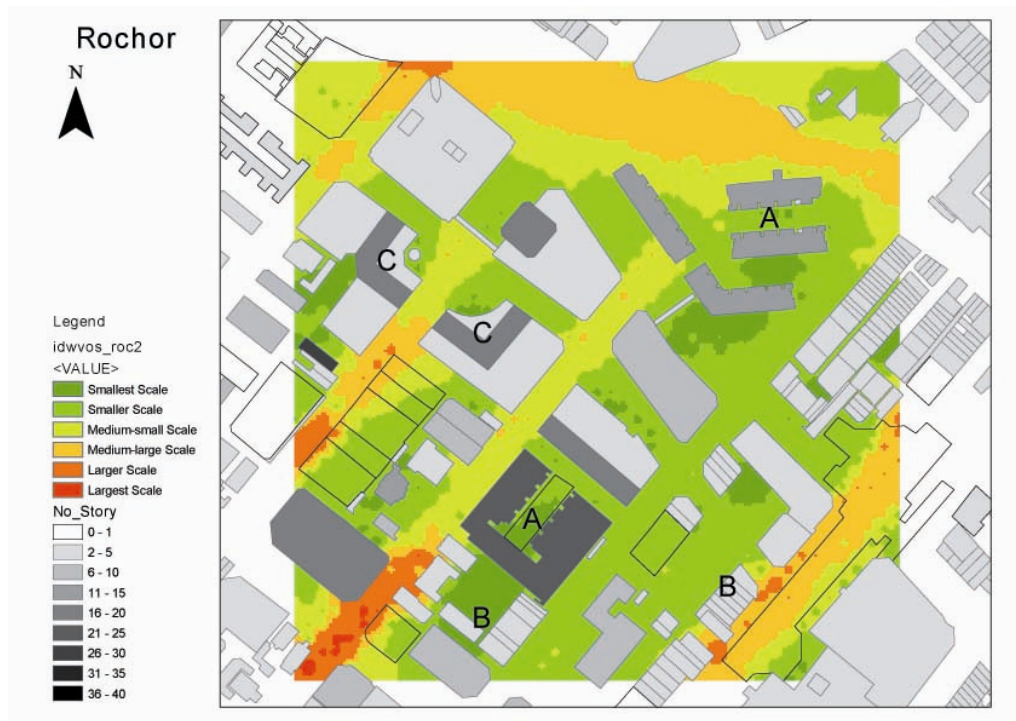 Rochor
N
A
C
C
A
B
B
Legend
idwvos_roc2
<VALUE>
Smallest Scale
Smaller Scale
Medium-small Scale
Medium-large Scale
Larger Scale
Largest Scale
No_Story
0 - 1
2 - 5
6 - 10
11 - 15
16 - 20
21 - 25
26 - 30
31 - 35
36 - 40